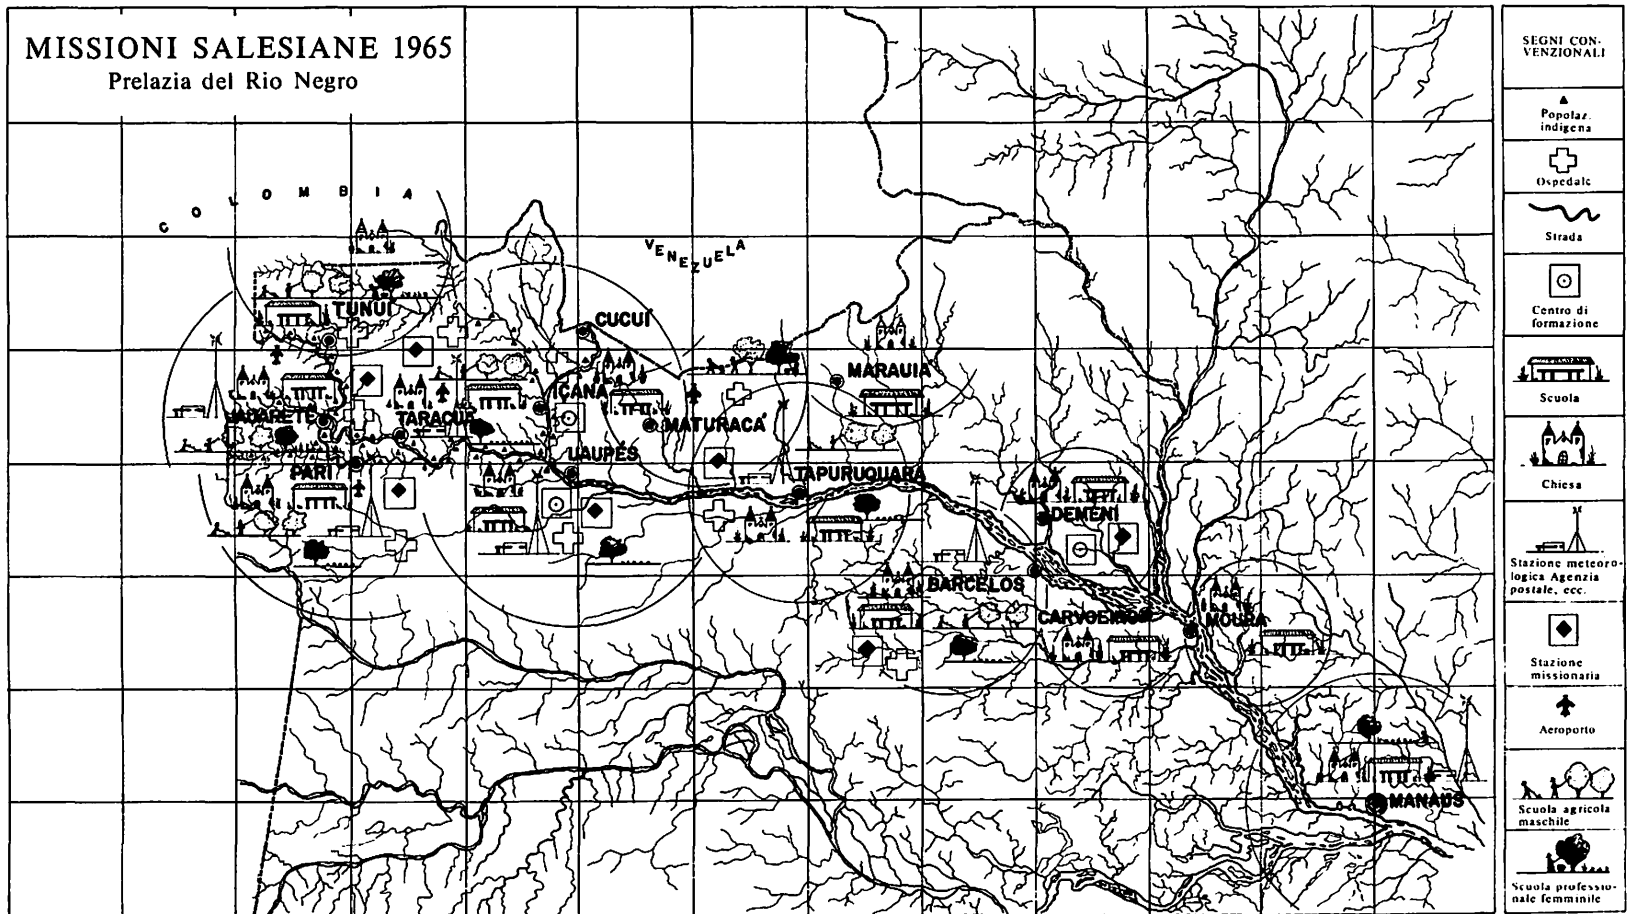 MISSIONI SALESIANE 1965
Prelazia del Rio Negro
COLOMBIA
VENEZUELA
TUNUÍ
CUCUÍ
MARAUIÁ
IÇANA
TARACUÁ
MATURACÁ
UAUPÉS
PARI
TAPURUQUARA
DEMENI
BARCELOS
CARVOEIRO
MOURA
MANAUS
SEGNI CON-
VENZIONALI
Popolaz.
indigena
Ospedale
Strada
Centro di
formazione
Scuola
Chiesa
Stazione meteoro-
logica Agenzia
postale, ecc.
Stazione
missionaria
Aeroporto
Scuola agricola
maschile
Scuola professio-
nale femminile